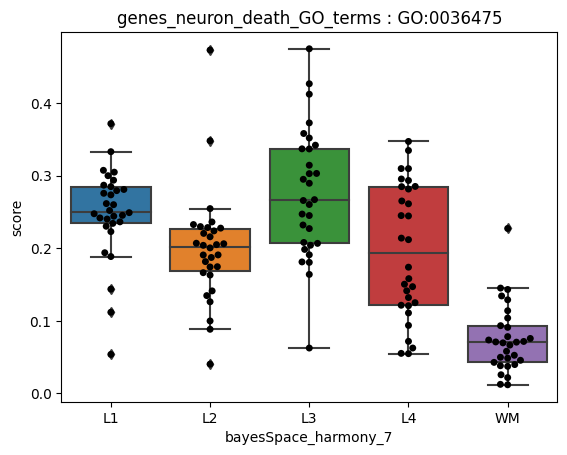 genes_neuron_death_GO_terms : GO:0036475
0.4
0.3
0.2
0.1
0.0
score
L1 L2 L3 L4 WM
bayesSpace_harmony_7